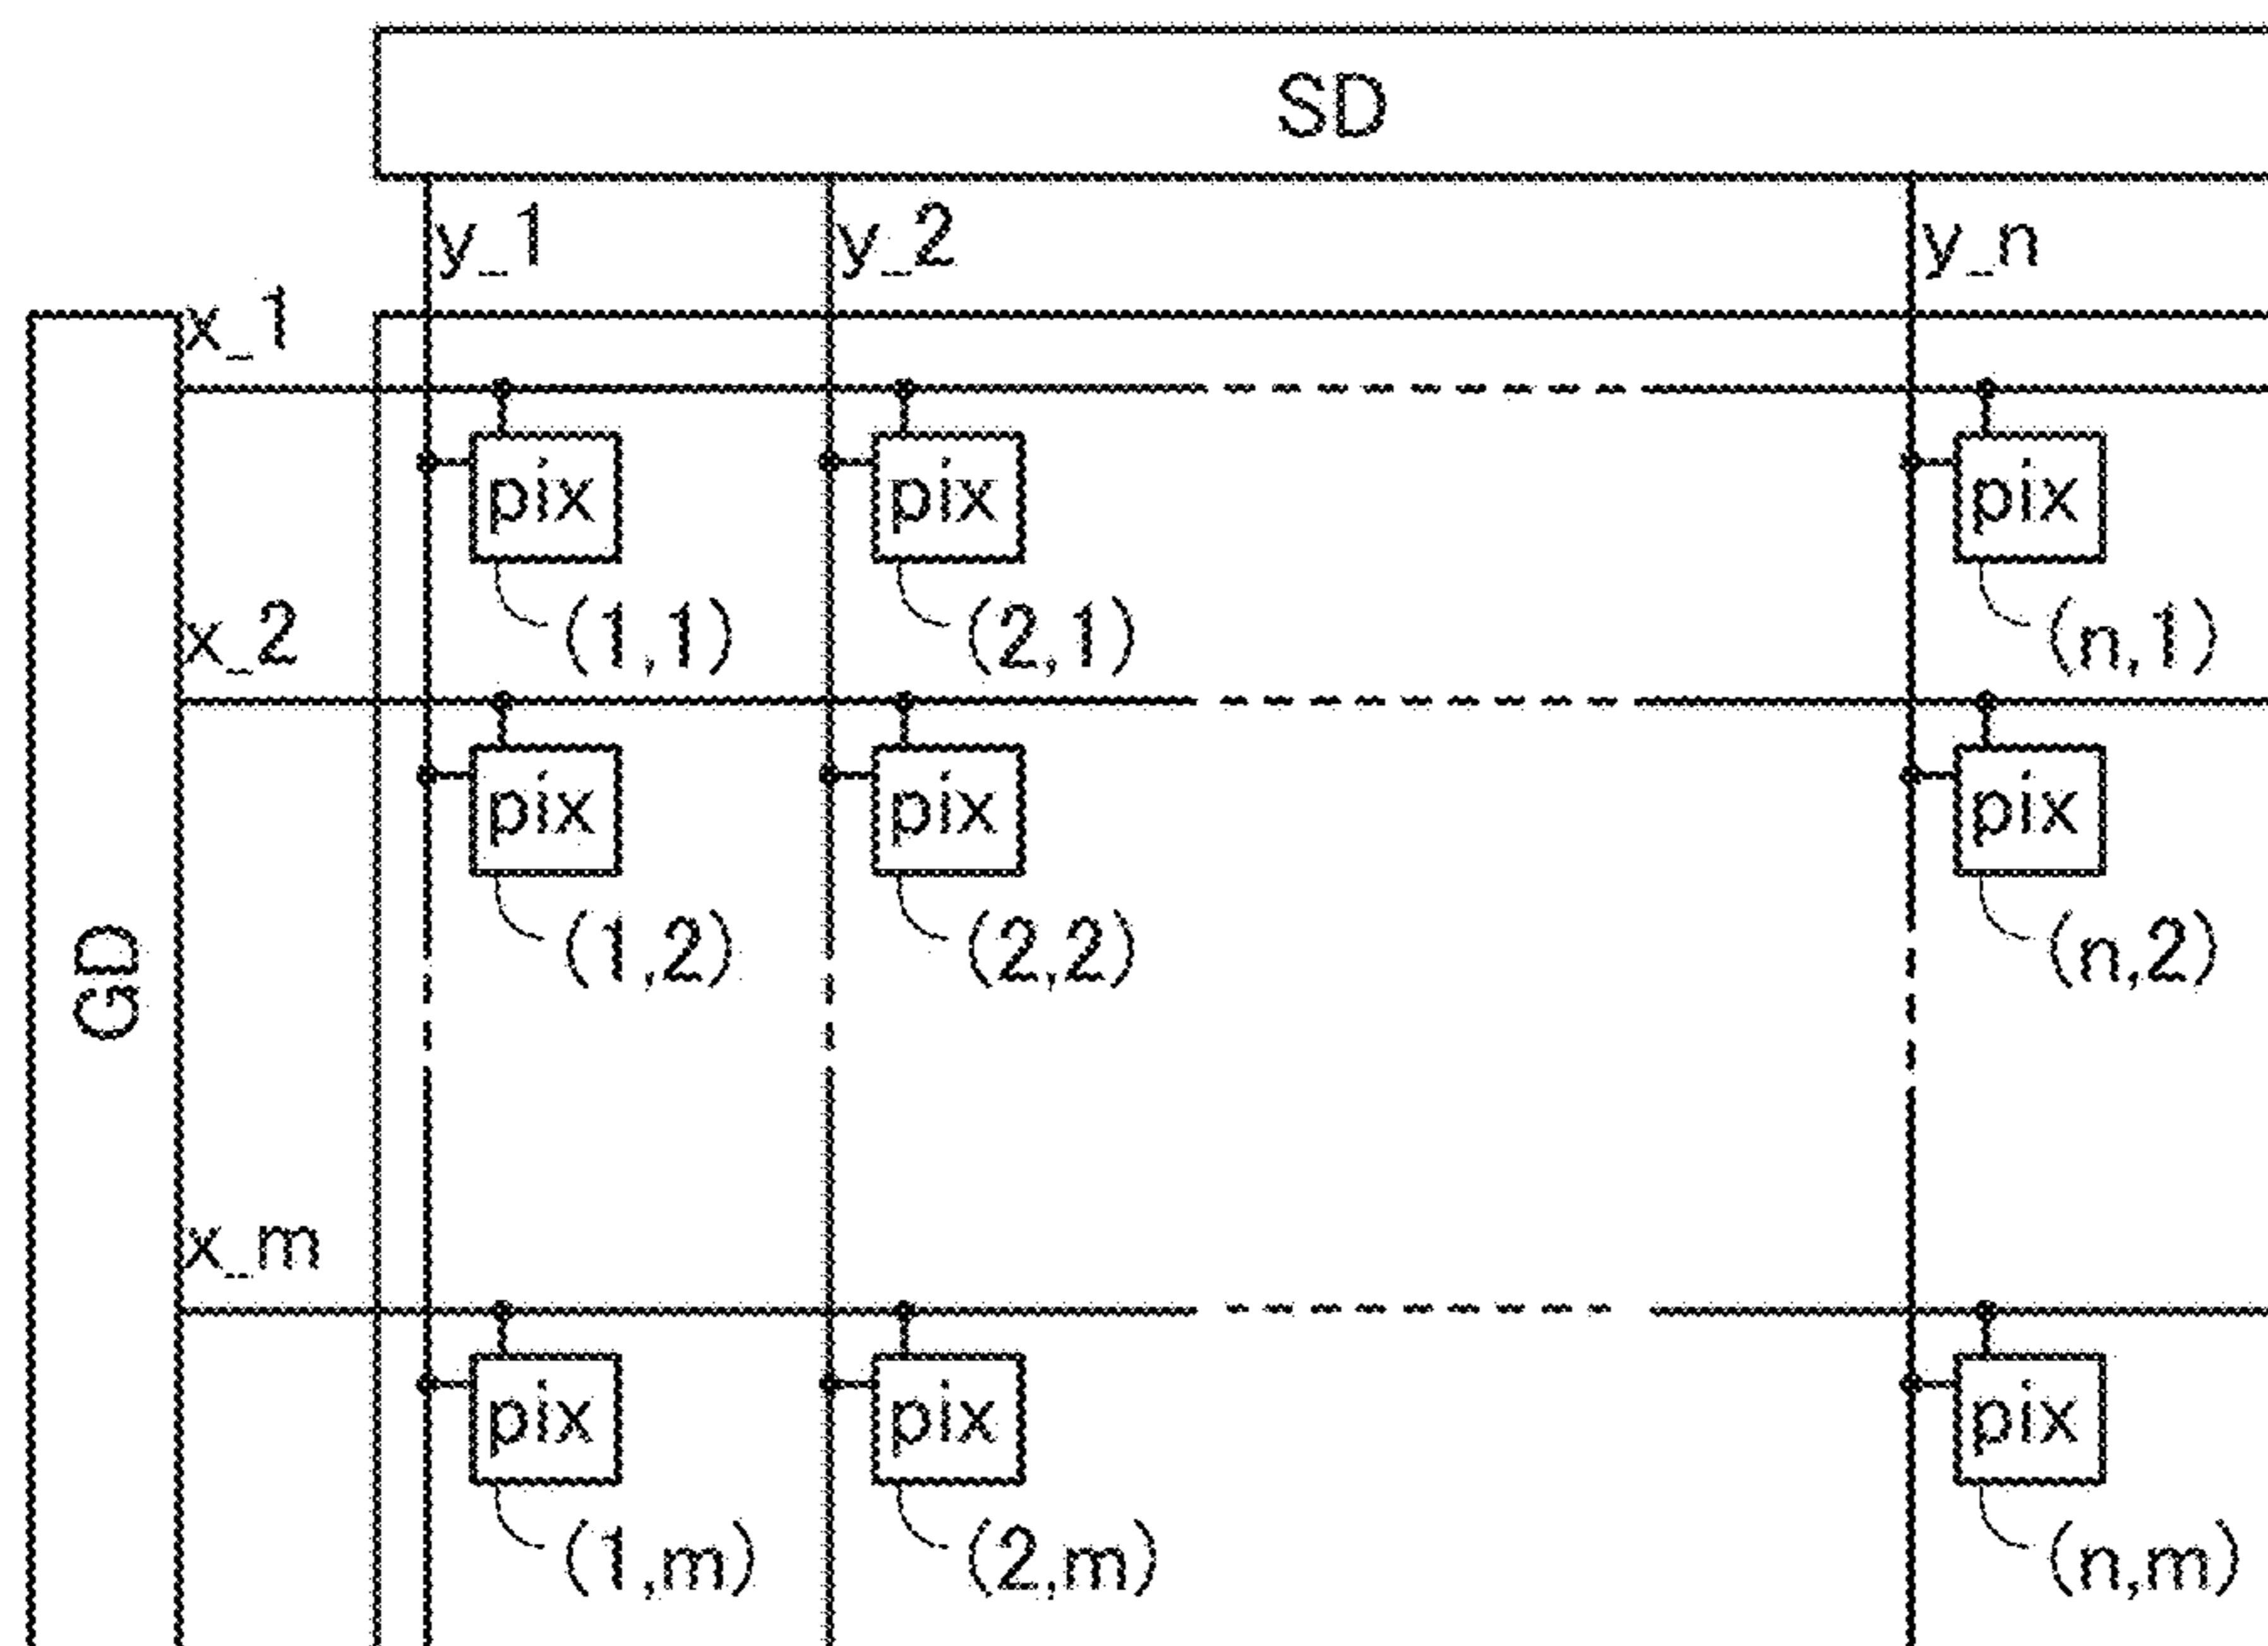 SD
y_1 y_2 y_n
x_1
pix pix pix
(1,1) (2,1) (n,1)
x_2
pix pix pix
(1,2) (2,2) (n,2)
GD
x_m
pix pix pix
(1,m) (2,m) (n,m)